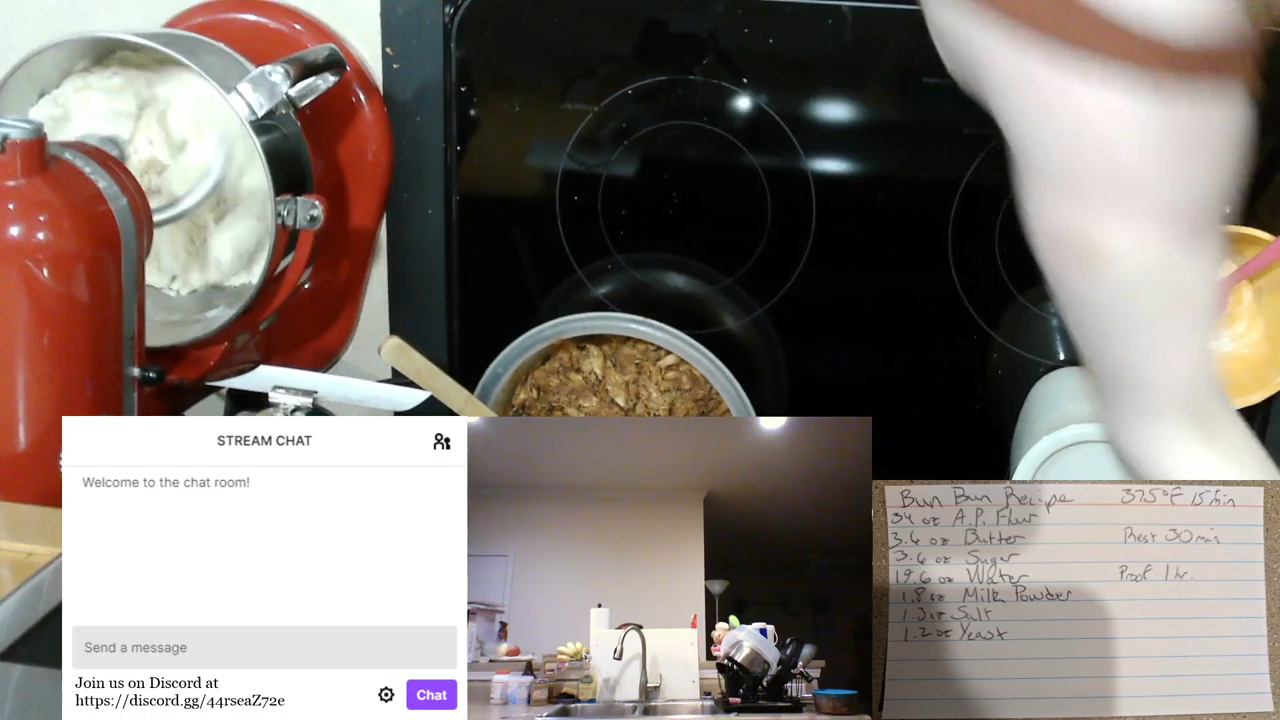 STREAM CHAT
Welcome to the chat room!
Send a message
Join us on Discord at
https://discord.gg/44rseaZ72e
Chat
Bun Bun Recipe 375°F 15 min
34 oz A.P. Flour
3.6 oz Butter Rest 30 min
3.6 oz Sugar
19.6 oz Water Proof 1 hr.
1.8 oz Milk Powder
oz Salt
1.2 oz Yeast